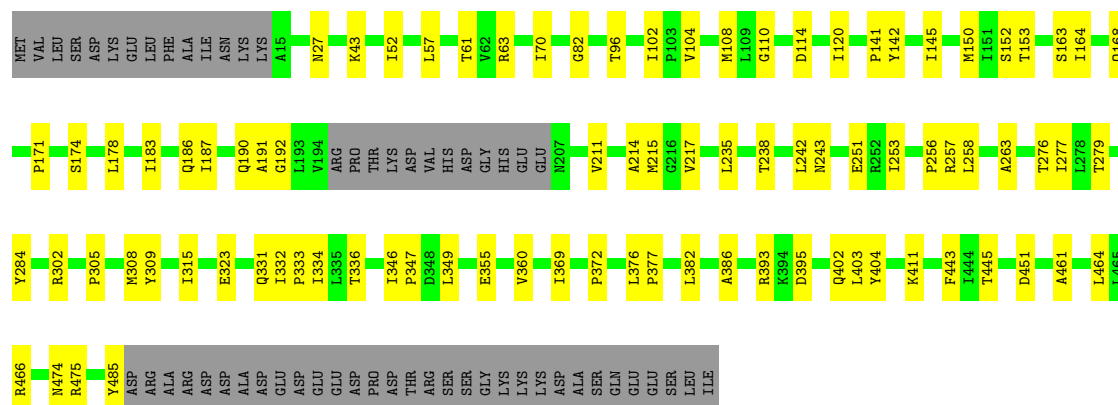 MET VAL LEU SER ASP LYS GLU LEU PHE ALA ILE ASN LYS LYS A15 N27 K43 I52 L57 T61 V62 R63 I70 G82 T96 I102 P103 V104 M108 L109 G110 D114 I120 P141 Y142 I145 M150 I151 S152 T153 S163 I164 Q168
P171 S174 L178 I183 Q186 I187 Q190 A191 G192 L193 V194 ARG PRO THR LYS ASP VAL HIS ASP GLY HIS GLU GLU N207 V211 A214 M215 G216 V217 L235 T238 L242 N243 E251 R252 I253 P256 R257 L258 A263 T276 I277 L278 T279
Y284 R302 P305 M308 Y309 I315 E323 Q331 I332 P333 I334 L335 T336 I346 P347 D348 L349 E355 V360 I369 P372 L376 P377 L382 A386 R393 K394 D395 Q402 L403 Y404 K411 F443 I444 T445 D451 A461 L464 L465
R466 N474 R475 Y485 ASP ARG ALA ARG ASP ASP ALA ASP GLU ASP GLU GLU ASP PRO ASP THR ARG SER SER GLY LYS LYS LYS ASP ALA SER GLN GLU GLU SER LEU ILE